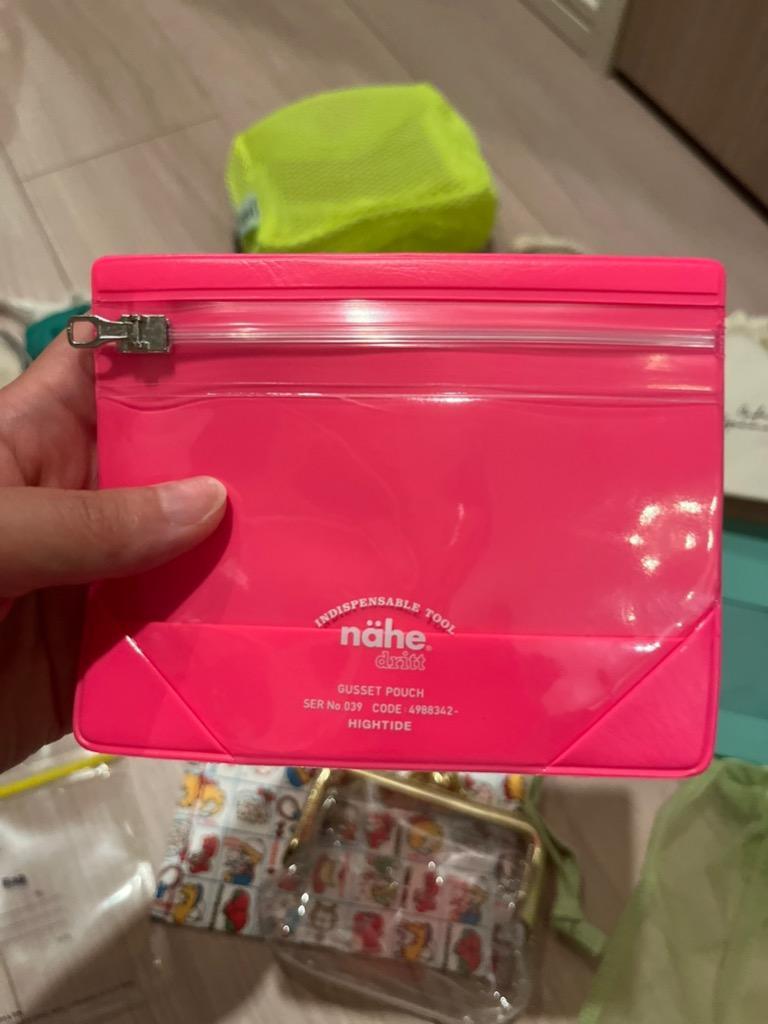 INDISPENSABLE TOOL
nähe®
dritt
GUSSET POUCH
SER No 039 CODE : 4988342-
HIGHTIDE